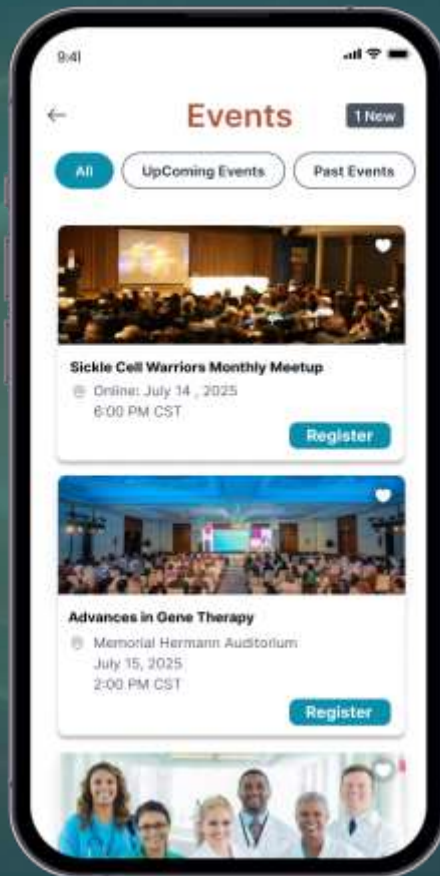 9:41
Events
1 New
All
UpComing Events
Past Events
Sickle Cell Warriors Monthly Meetup
Online: July 14 , 2025
6:00 PM CST
Register
Advances in Gene Therapy
Memorial Hermann Auditorium
July 15, 2025
2:00 PM CST
Register